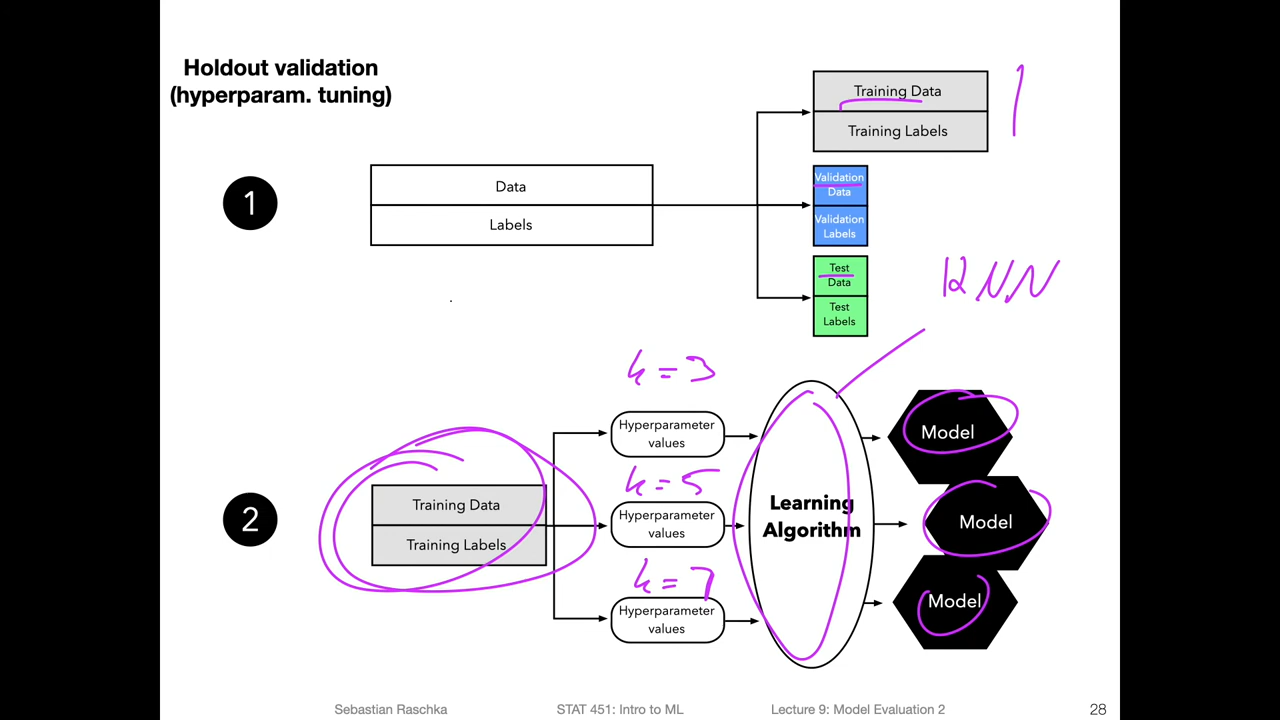 Holdout validation
(hyperparam. tuning)
Training Data
Training Labels
1
Data
Labels
Validation
Data
Validation
Labels
Test
Data
Test
Labels
KNN
k=3
Hyperparameter
values
Model
k=5
2
Training Data
Training Labels
Hyperparameter
values
Learning
Algorithm
Model
k=7
Hyperparameter
values
Model
Sebastian Raschka
STAT 451: Intro to ML
Lecture 9: Model Evaluation 2
28